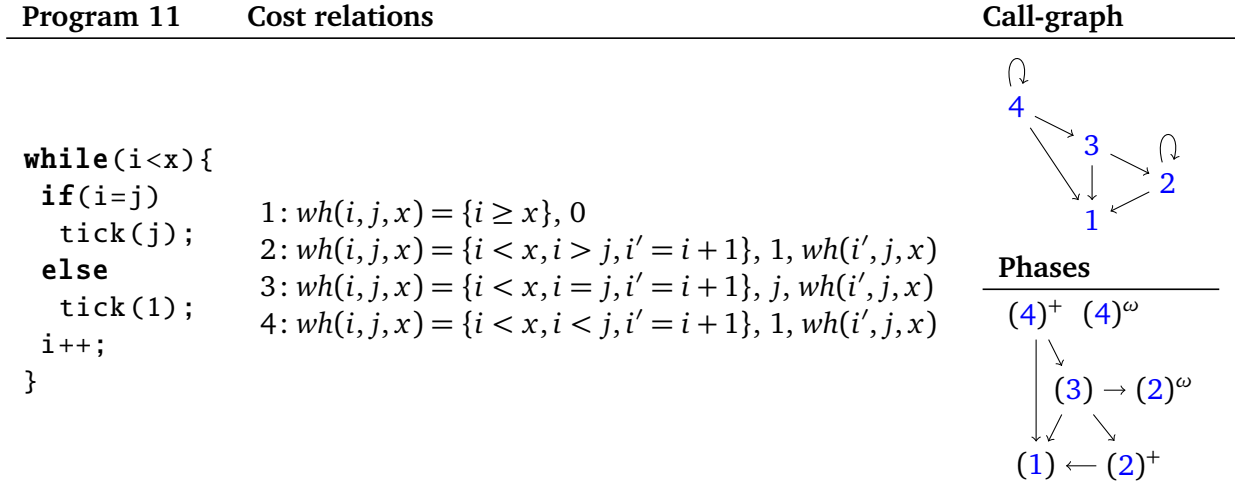 Program 11 Cost relations Call-graph
while(i<x){
if(i=j)
tick(j);
else
tick(1);
i++;
}
1: wh(i, j, x) = {i ≥ x}, 0
2: wh(i, j, x) = {i < x, i > j, i′ = i + 1}, 1, wh(i′, j, x)
3: wh(i, j, x) = {i < x, i = j, i′ = i + 1}, j, wh(i′, j, x)
4: wh(i, j, x) = {i < x, i < j, i′ = i + 1}, 1, wh(i′, j, x)
4
3
2
1
Phases
(4)⁺ (4)^ω
(3) → (2)^ω
(1) ← (2)⁺